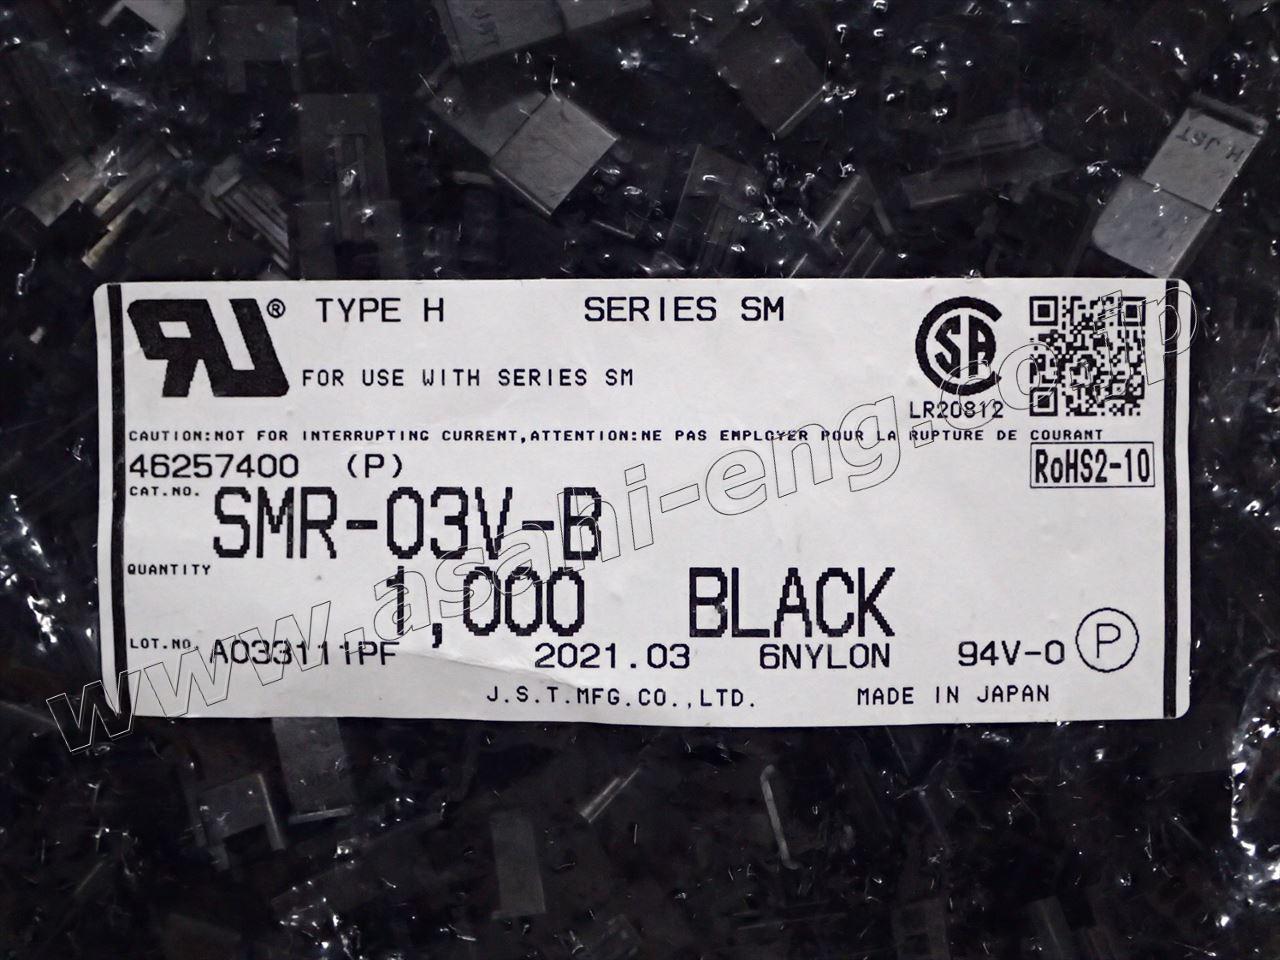 H JST
® TYPE H SERIES SM
FOR USE WITH SERIES SM
LR20812
CAUTION:NOT FOR INTERRUPTING CURRENT,ATTENTION:NE PAS EMPLOYER POUR LA RUPTURE DE COURANT
46257400 (P) RoHS2-10
CAT.NO. SMR-03V-B
QUANTITY 1,000 BLACK
LOT.NO. A033111PF 2021.03 6NYLON 94V-0 P
J.S.T.MFG.CO.,LTD. MADE IN JAPAN
www.asahi-eng.co.jp